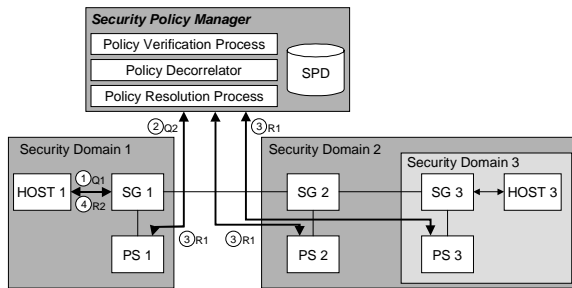 Security Policy Manager
Policy Verification Process
Policy Decorrelator
Policy Resolution Process
SPD
2 Q2
3 R1
Security Domain 1
Security Domain 2
Security Domain 3
HOST 1
1 Q1
4 R2
SG 1
SG 2
SG 3
HOST 3
3 R1
3 R1
PS 1
PS 2
PS 3